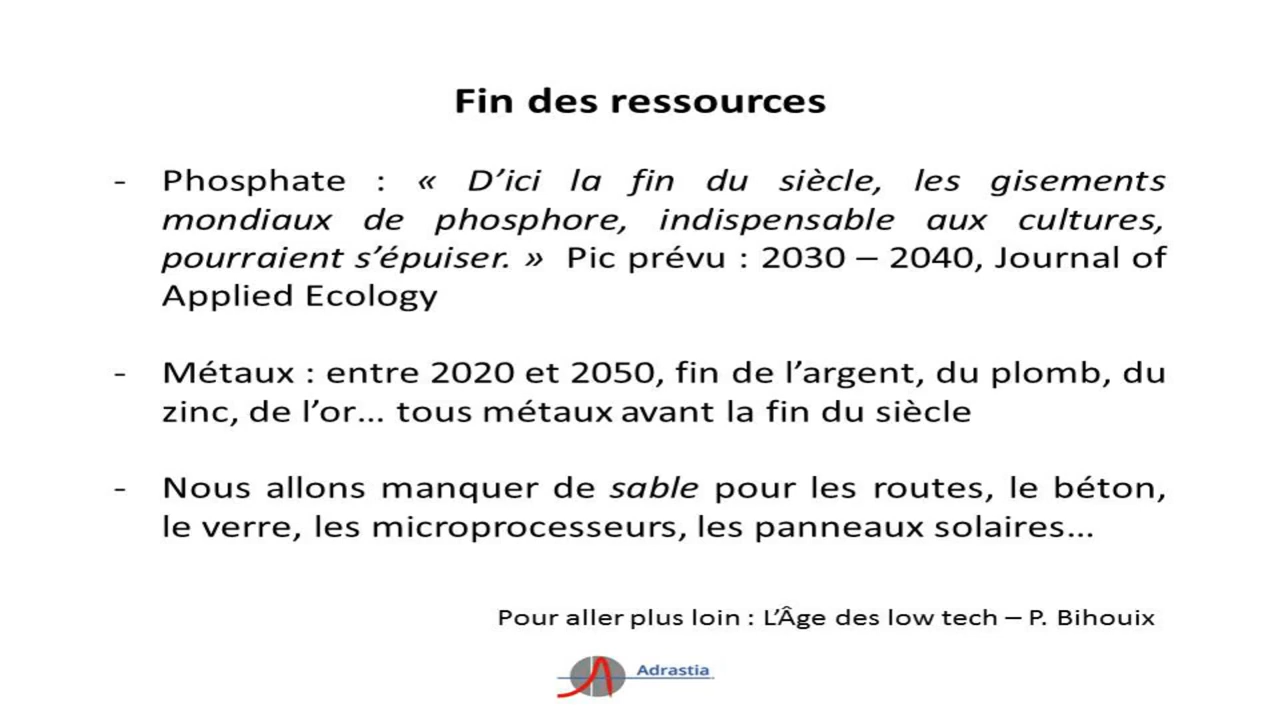 Fin des ressources
- Phosphate : « D’ici la fin du siècle, les gisements
mondiaux de phosphore, indispensable aux cultures,
pourraient s’épuiser. » Pic prévu : 2030 – 2040, Journal of
Applied Ecology
- Métaux : entre 2020 et 2050, fin de l’argent, du plomb, du
zinc, de l’or... tous métaux avant la fin du siècle
- Nous allons manquer de sable pour les routes, le béton,
le verre, les microprocesseurs, les panneaux solaires...
Pour aller plus loin : L’Âge des low tech – P. Bihouix
Adrastia